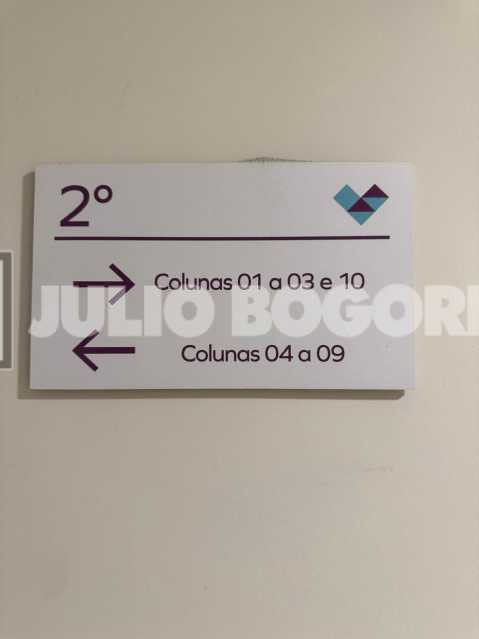 2º
Colunas 01 a 03 e 10
JULIO BOGORI
Colunas 04 a 09